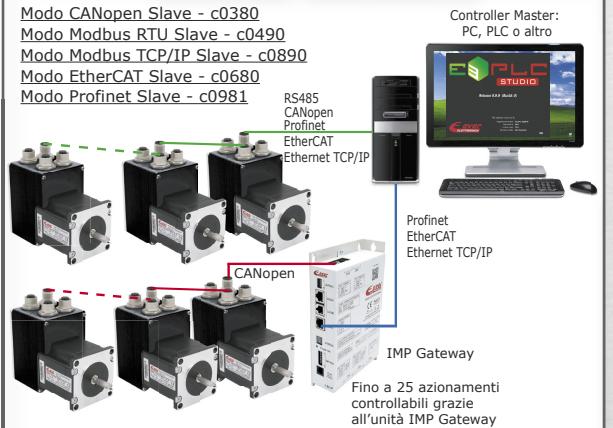 Modo CANopen Slave - c0380
Modo Modbus RTU Slave - c0490
Modo Modbus TCP/IP Slave - c0890
Modo EtherCAT Slave - c0680
Modo Profinet Slave - c0981
Controller Master:
PC, PLC o altro
RS485
CANopen
Profinet
EtherCAT
Ethernet TCP/IP
STUDIO
ever
ELETTRONICA
Profinet
EtherCAT
Ethernet TCP/IP
CANopen
IMP Gateway
Fino a 25 azionamenti
controllabili grazie
all'unità IMP Gateway